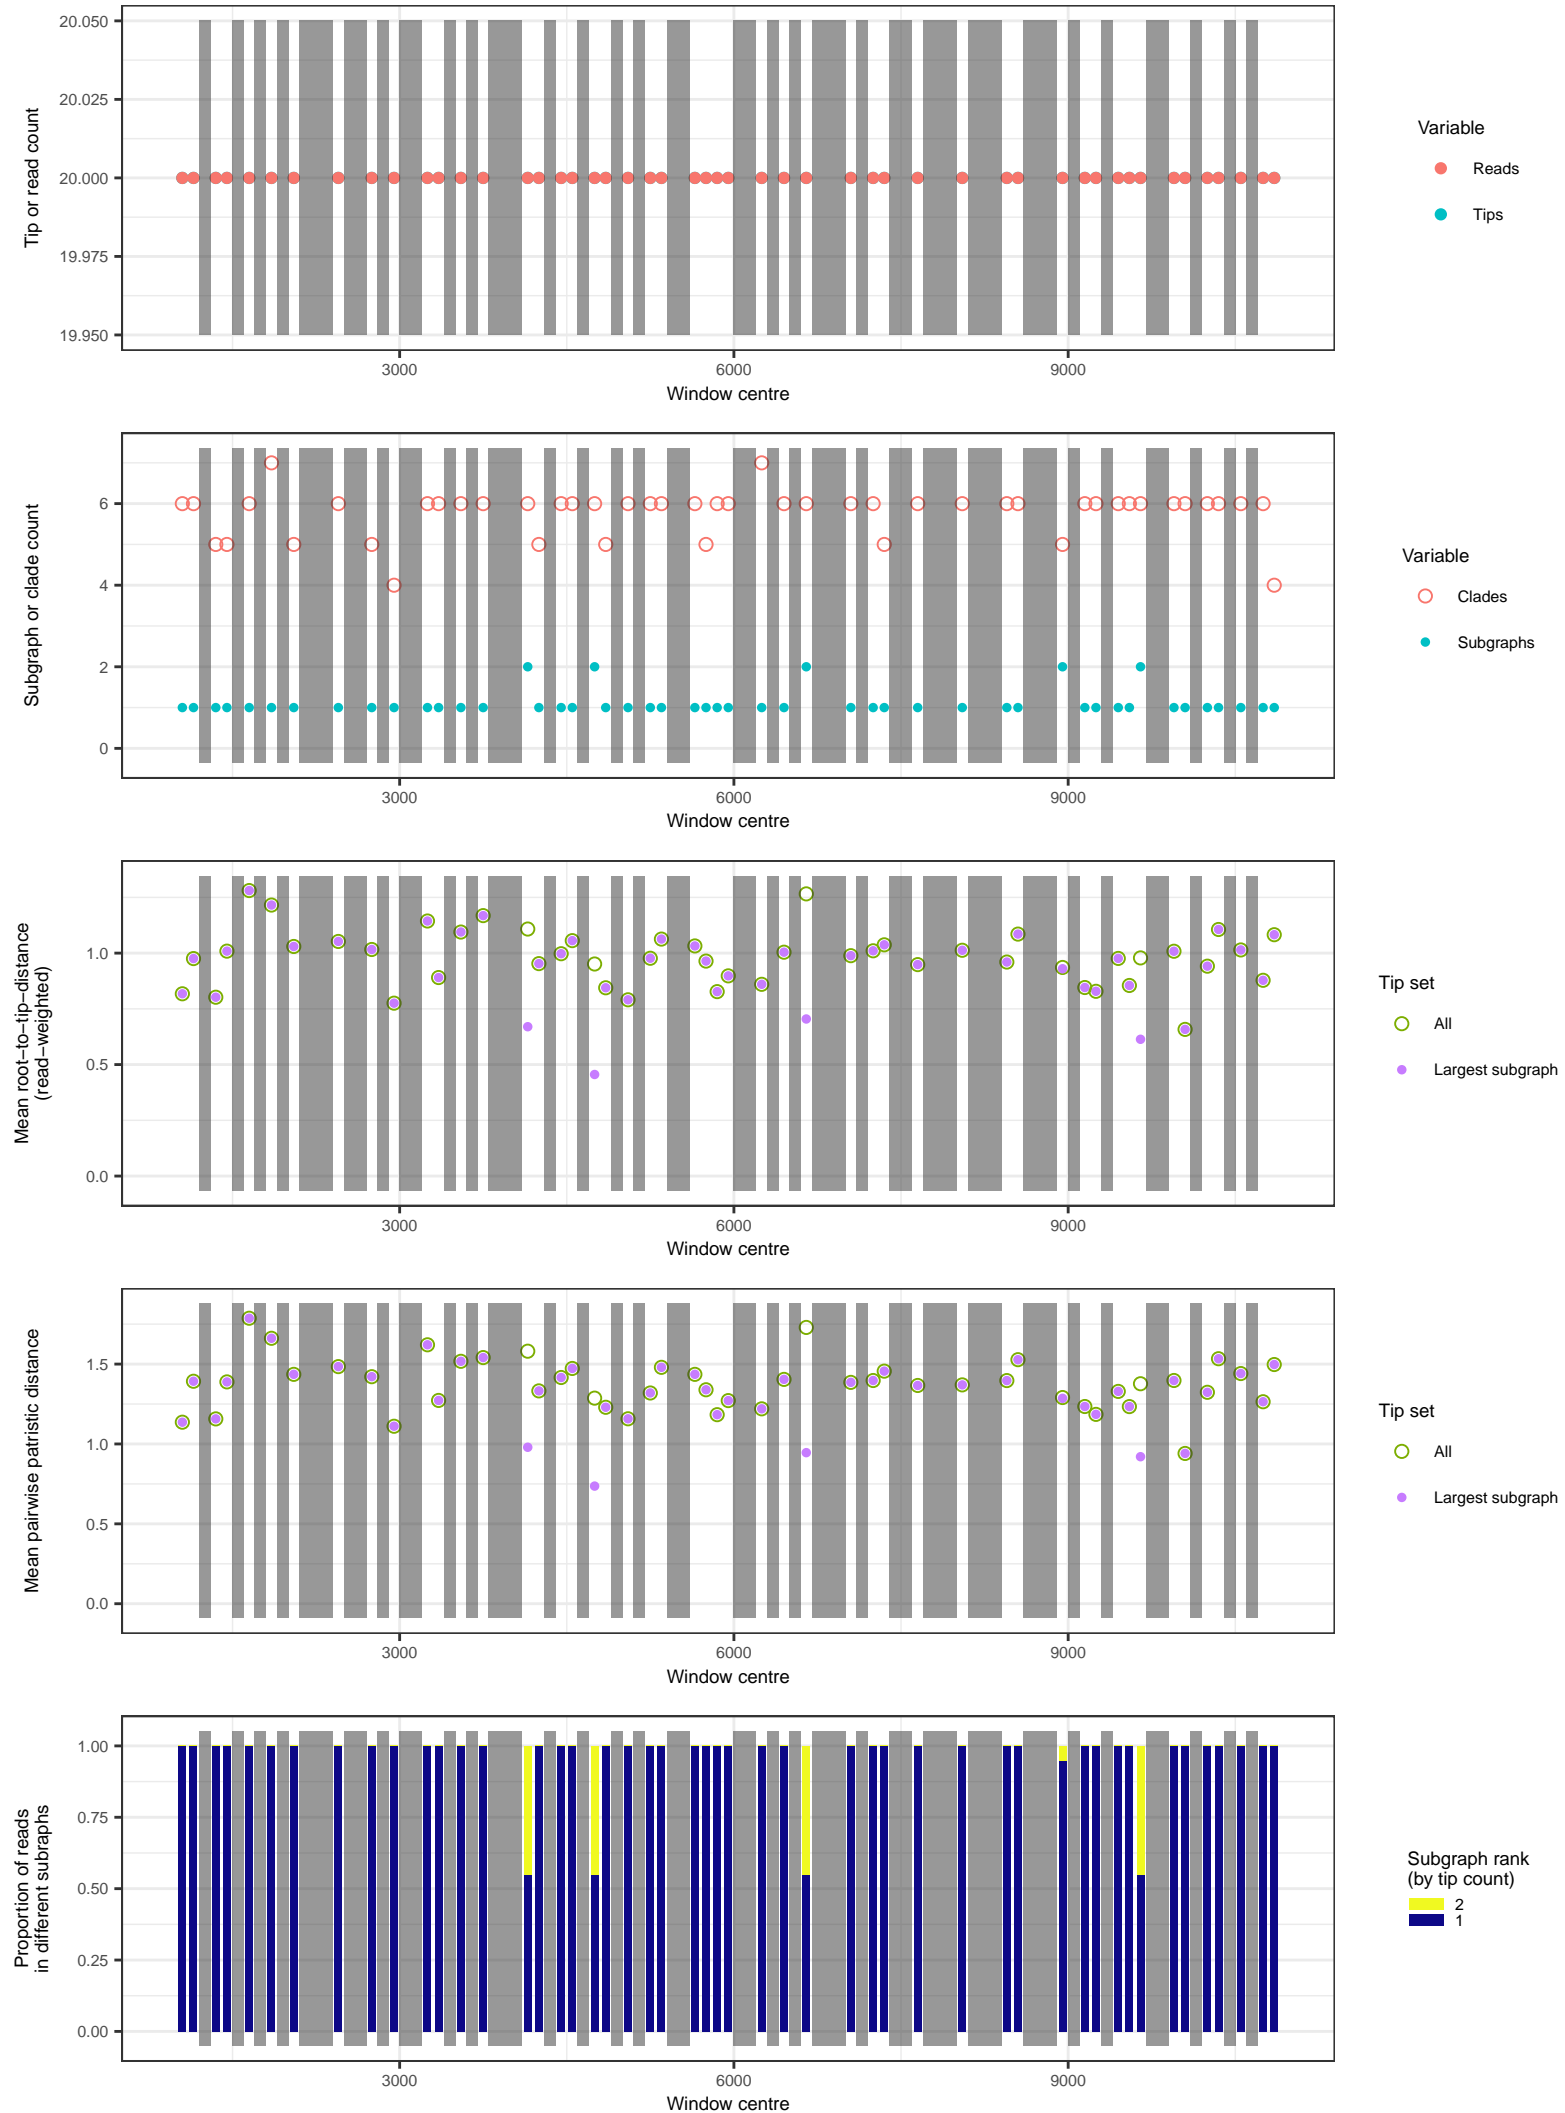 20.050
20.025
20.000
19.975
19.950
Tip or read count
3000
6000
9000
Window centre
Variable
Reads
Tips
6
4
2
0
Subgraph or clade count
3000
6000
9000
Window centre
Variable
Clades
Subgraphs
1.0
0.5
0.0
Mean root−to−tip−distance
(read−weighted)
3000
6000
9000
Window centre
Tip set
All
Largest subgraph
1.5
1.0
0.5
0.0
Mean pairwise patristic distance
3000
6000
9000
Window centre
Tip set
All
Largest subgraph
1.00
0.75
0.50
0.25
0.00
Proportion of reads
in different subraphs
3000
6000
9000
Window centre
Subgraph rank
(by tip count)
2
1